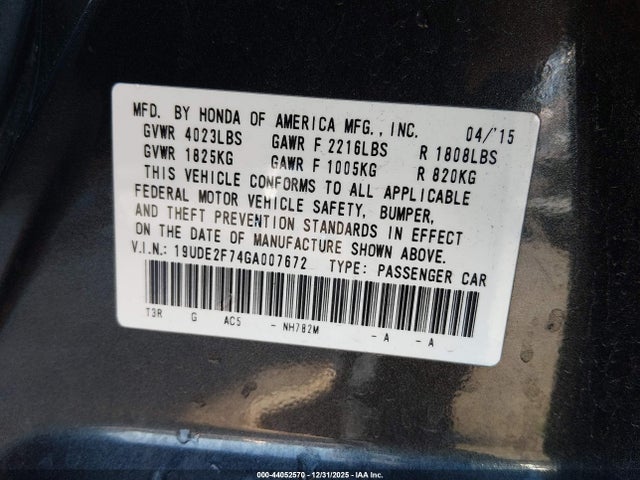 MFD. BY HONDA OF AMERICA MFG., INC. 04/'15
GVWR 4023LBS GAWR F 2216LBS R 1808LBS
GVWR 1825KG GAWR F 1005KG R 820KG
THIS VEHICLE CONFORMS TO ALL APPLICABLE
FEDERAL MOTOR VEHICLE SAFETY, BUMPER,
AND THEFT PREVENTION STANDARDS IN EFFECT
ON THE DATE OF MANUFACTURE SHOWN ABOVE.
V.I.N.: 19UDE2F74GA007672 TYPE: PASSENGER CAR
T3R G AC5 - NH782M - A - A
000-44052570 - 12/31/2025 - IAA Inc.